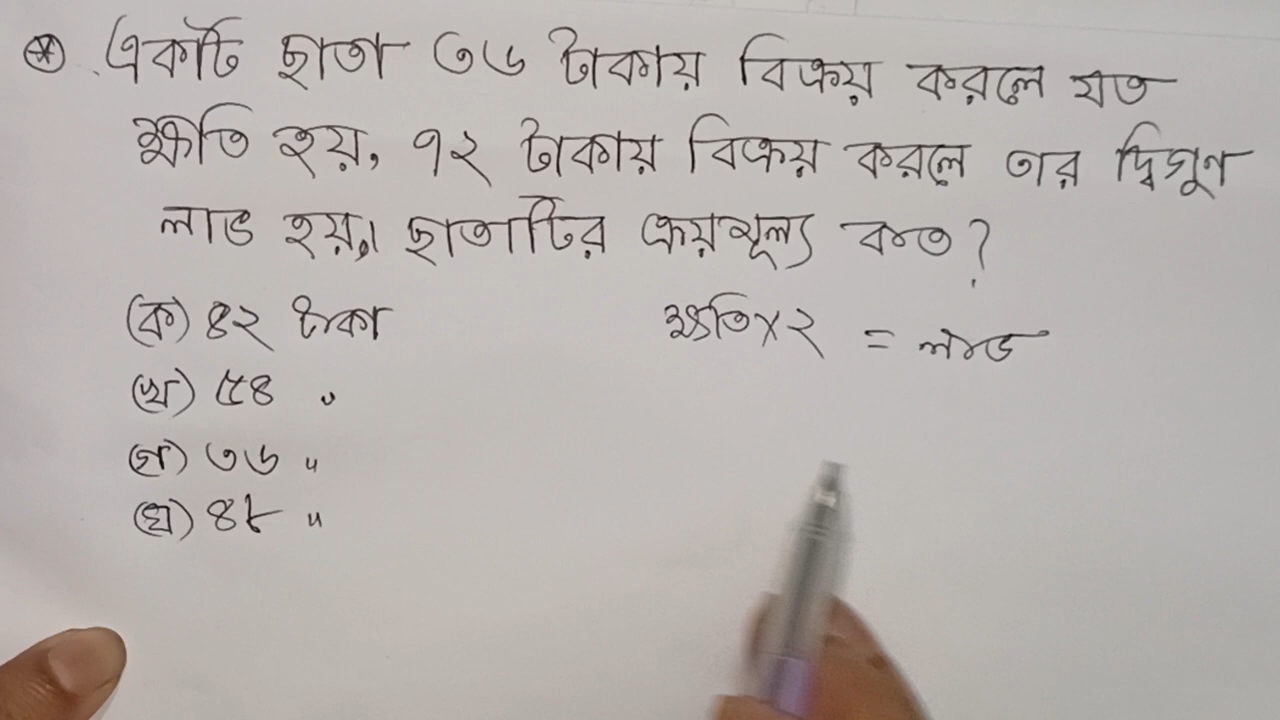 একটি ছাতা ৩৬ টাকায় বিক্রয় করলে যত
ক্ষতি হয়, ৭২ টাকায় বিক্রয় করলে তার দ্বিগুণ
লাভ হয়, । ছাতাটির ক্রয়মূল্য কত?
(ক) ৪২ টাকা
ক্ষতি×২ = লাভ
(খ) ৫৪ "
(গ) ৩৬ "
(ঘ) ৪৮ "